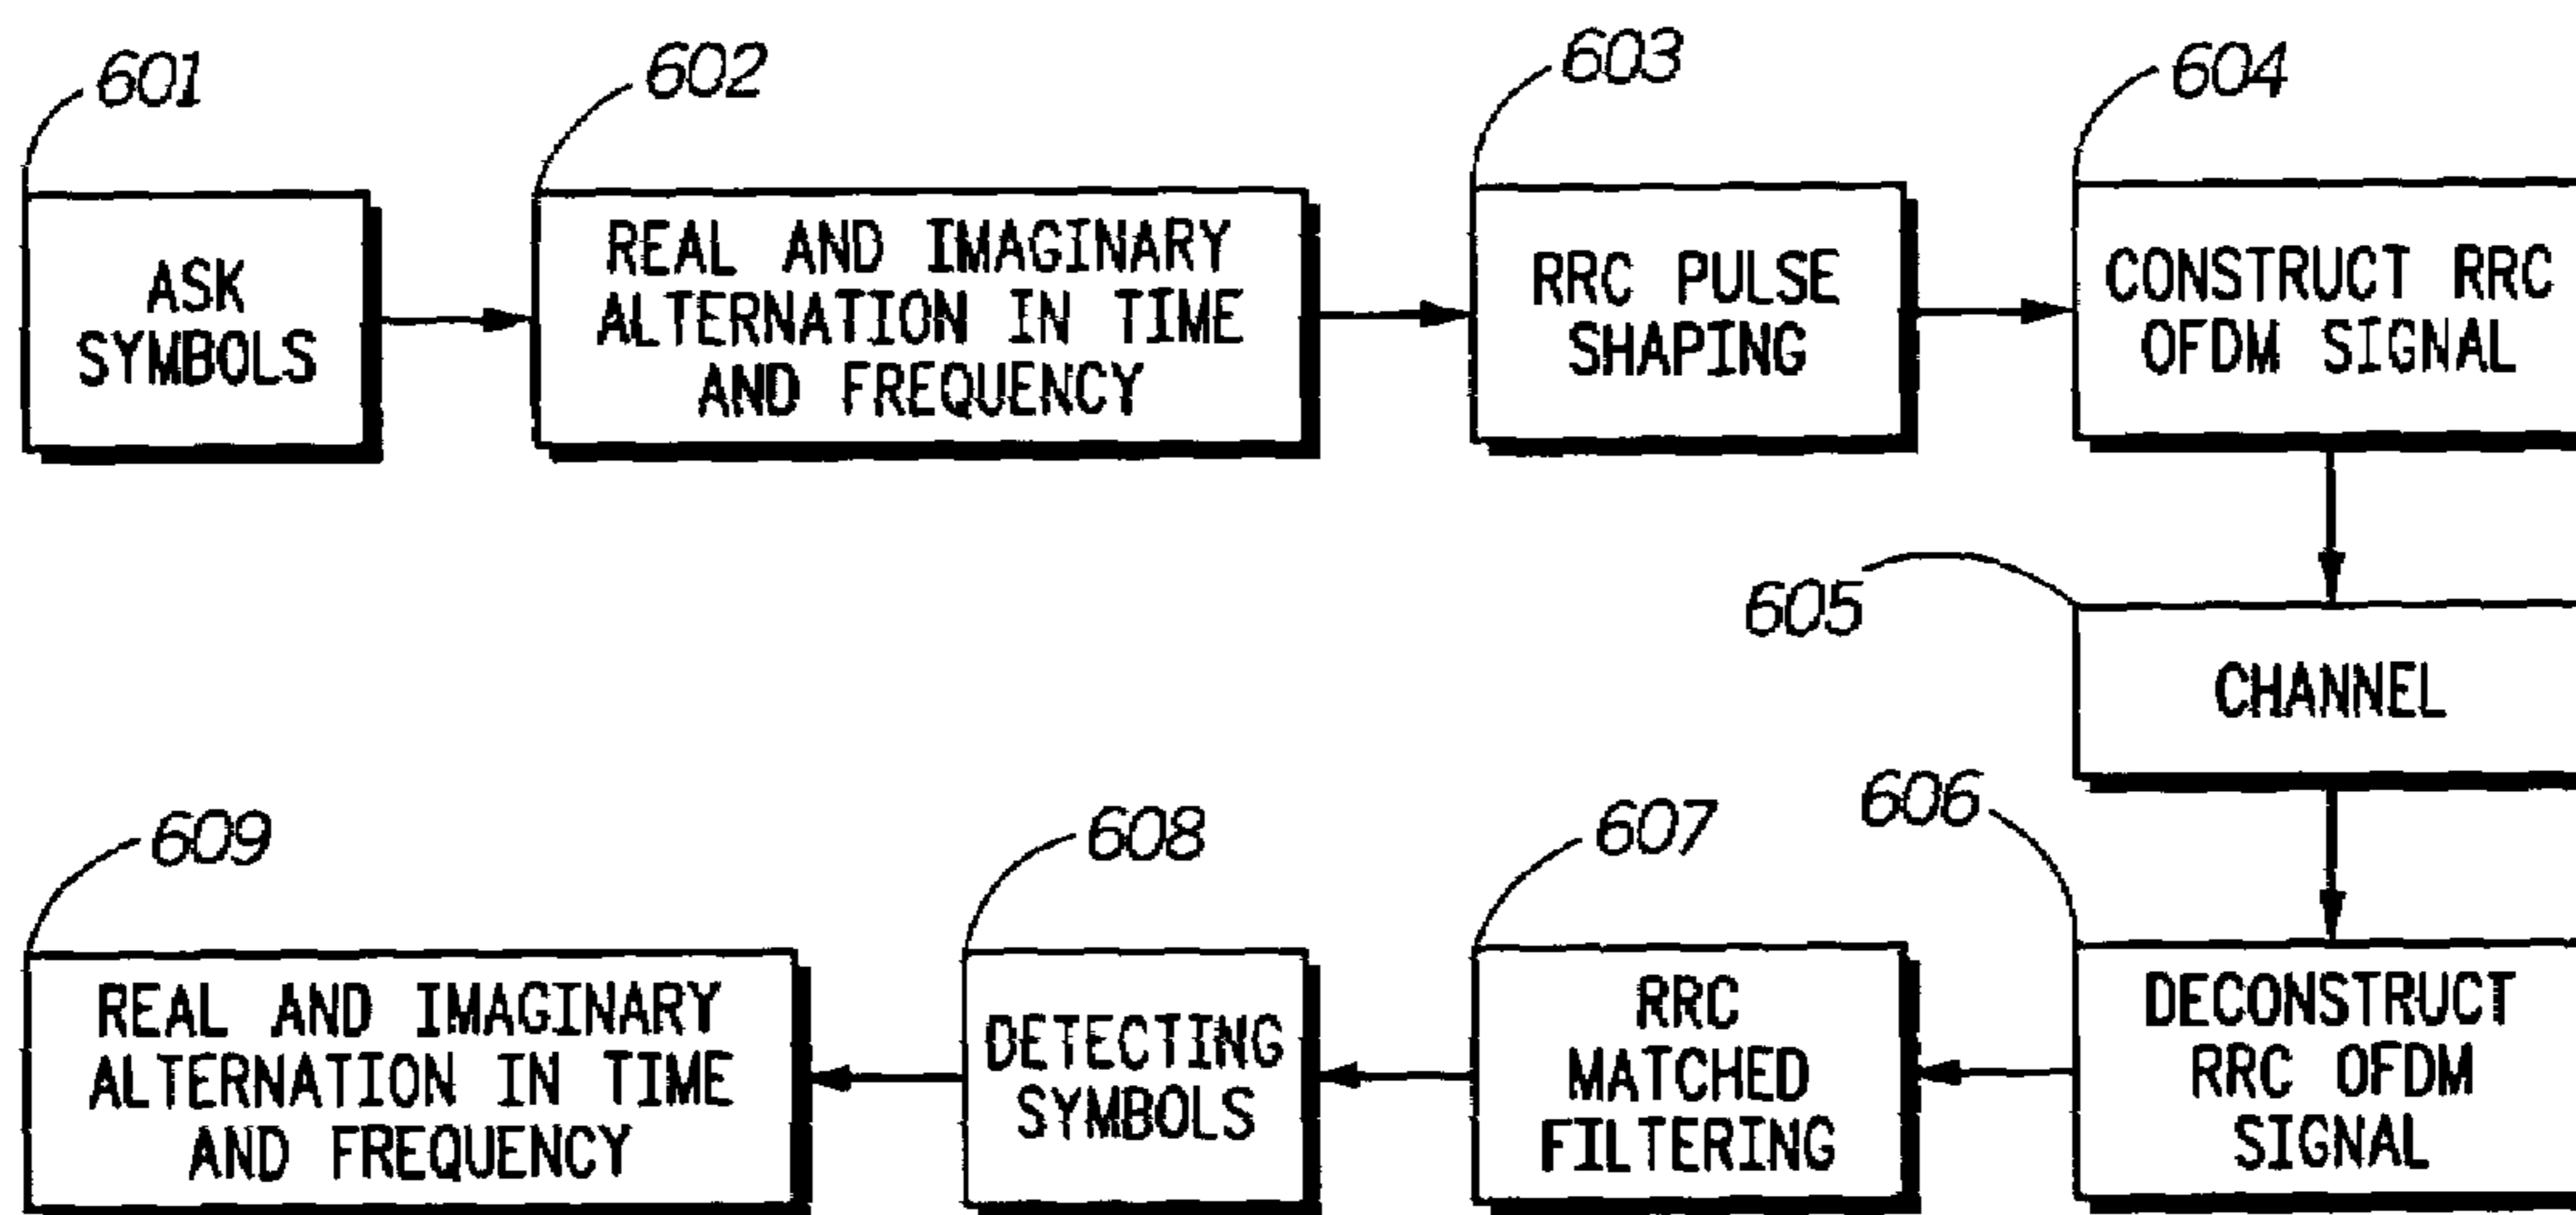 601
602
603
604
ASK
SYMBOLS
REAL AND IMAGINARY
ALTERNATION IN TIME
AND FREQUENCY
RRC PULSE
SHAPING
CONSTRUCT RRC
OFDM SIGNAL
605
CHANNEL
606
607
608
609
DECONSTRUCT
RRC OFDM
SIGNAL
RRC
MATCHED
FILTERING
DETECTING
SYMBOLS
REAL AND IMAGINARY
ALTERNATION IN TIME
AND FREQUENCY